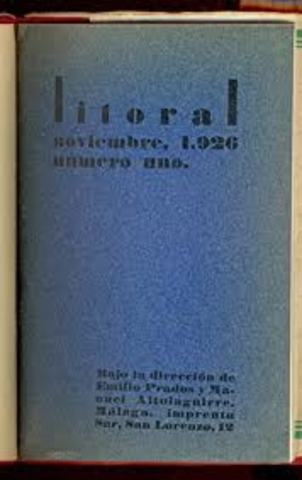 litoral
noviembre, 1.926
número uno.
Bajo la dirección de
Emilio Prados y Ma-
nuel Altolaguirre.
Málaga. imprenta
Sur, San Lorenzo, 12